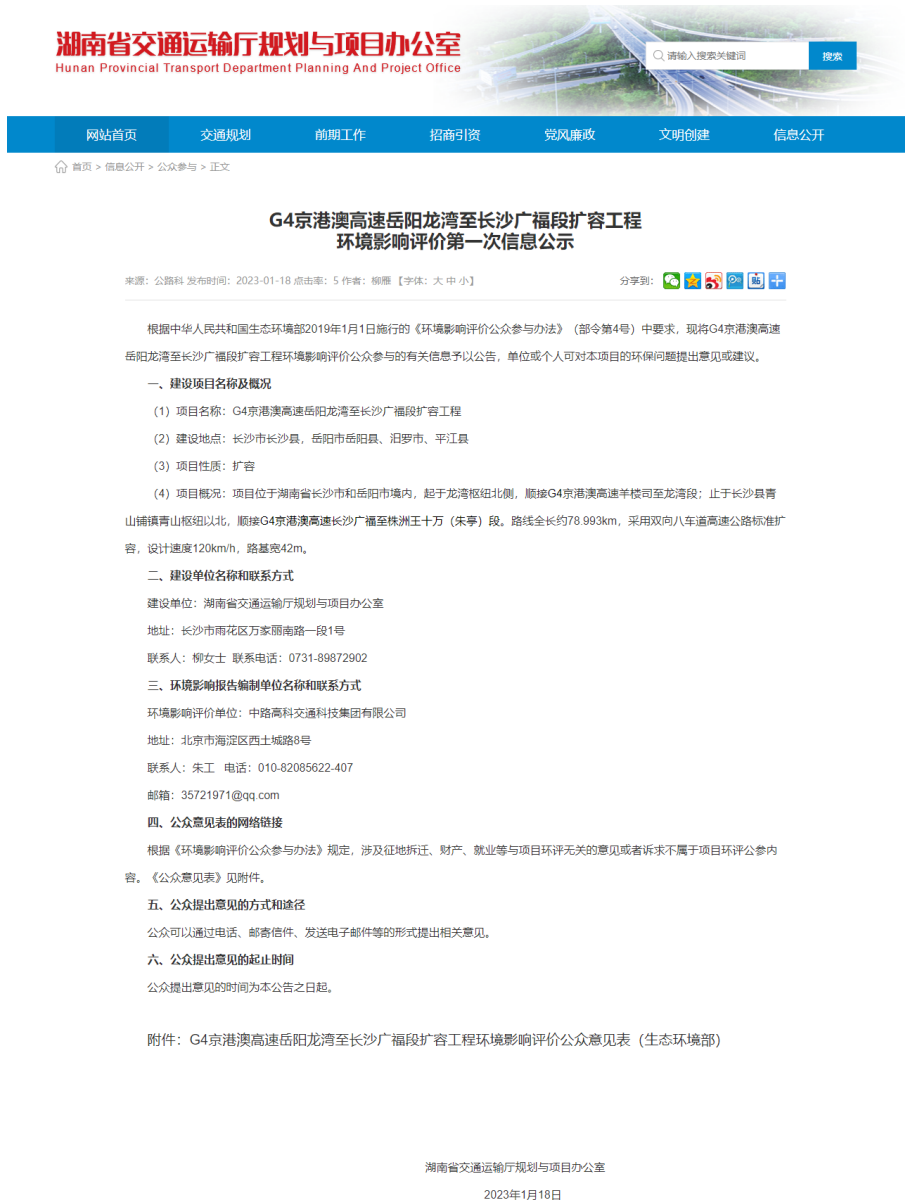 湖南省交通运输厅规划与项目办公室
Hunan Provincial Transport Department Planning And Project Office
请输入搜索关键词
搜索
网站首页 交通规划 前期工作 招商引资 党风廉政 文明创建 信息公开
首页 > 信息公开 > 公众参与 > 正文
G4京港澳高速岳阳龙湾至长沙广福段扩容工程
环境影响评价第一次信息公示
来源：公路科 发布时间：2023-01-18 点击率：5 作者：柳雁 【字体：大 中 小】 分享到：
根据中华人民共和国生态环境部2019年1月1日施行的《环境影响评价公众参与办法》（部令第4号）中要求，现将G4京港澳高速
岳阳龙湾至长沙广福段扩容工程环境影响评价公众参与的有关信息予以公告，单位或个人可对本项目的环保问题提出意见或建议。
一、建设项目名称及概况
（1）项目名称：G4京港澳高速岳阳龙湾至长沙广福段扩容工程
（2）建设地点：长沙市长沙县，岳阳市岳阳县、汨罗市、平江县
（3）项目性质：扩容
（4）项目概况：项目位于湖南省长沙市和岳阳市境内，起于龙湾枢纽北侧，顺接G4京港澳高速羊楼司至龙湾段；止于长沙县青
山铺镇青山枢纽以北，顺接G4京港澳高速长沙广福至株洲王十万（朱亭）段。路线全长约78.993km，采用双向八车道高速公路标准扩
容，设计速度120km/h，路基宽42m。
二、建设单位名称和联系方式
建设单位：湖南省交通运输厅规划与项目办公室
地址：长沙市雨花区万家丽南路一段1号
联系人：柳女士 联系电话：0731-89872902
三、环境影响报告编制单位名称和联系方式
环境影响评价单位：中路高科交通科技集团有限公司
地址：北京市海淀区西土城路8号
联系人：朱工 电话：010-82085622-407
邮箱：35721971@qq.com
四、公众意见表的网络链接
根据《环境影响评价公众参与办法》规定，涉及征地拆迁、财产、就业等与项目环评无关的意见或者诉求不属于项目环评公参内
容。《公众意见表》见附件。
五、公众提出意见的方式和途径
公众可以通过电话、邮寄信件、发送电子邮件等的形式提出相关意见。
六、公众提出意见的起止时间
公众提出意见的时间为本公告之日起。
附件：G4京港澳高速岳阳龙湾至长沙广福段扩容工程环境影响评价公众意见表（生态环境部）
湖南省交通运输厅规划与项目办公室
2023年1月18日